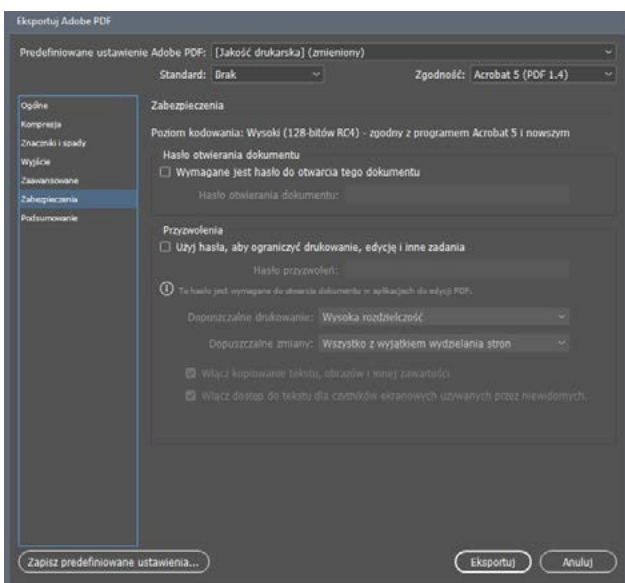 Eksportuj Adobe PDF
Predefiniowane ustawienie Adobe PDF: [Jakość drukarska] (zmieniony)
Standard: Brak Zgodność: Acrobat 5 (PDF 1.4)
Ogólne
Kompresja
Znaczniki i spady
Wyjście
Zaawansowane
Zabezpieczenia
Podsumowanie
Zabezpieczenia
Poziom kodowania: Wysoki (128-bitów RC4) - zgodny z programem Acrobat 5 i nowszym
Hasło otwierania dokumentu
Wymagane jest hasło do otwarcia tego dokumentu
Hasło otwierania dokumentu:
Przyzwolenia
Użyj hasła, aby ograniczyć drukowanie, edycję i inne zadania
Hasło przyzwoleń:
To hasło jest wymagane do otwarcia dokumentu w aplikacjach do edycji PDF.
Dopuszczalne drukowanie: Wysoka rozdzielczość
Dopuszczalne zmiany: Wszystko z wyjątkiem wydzielania stron
Włącz kopiowanie tekstu, obrazów i innej zawartości
Włącz dostęp do tekstu dla czytników ekranowych używanych przez niewidomych.
Zapisz predefiniowane ustawienia...
Eksportuj Anuluj